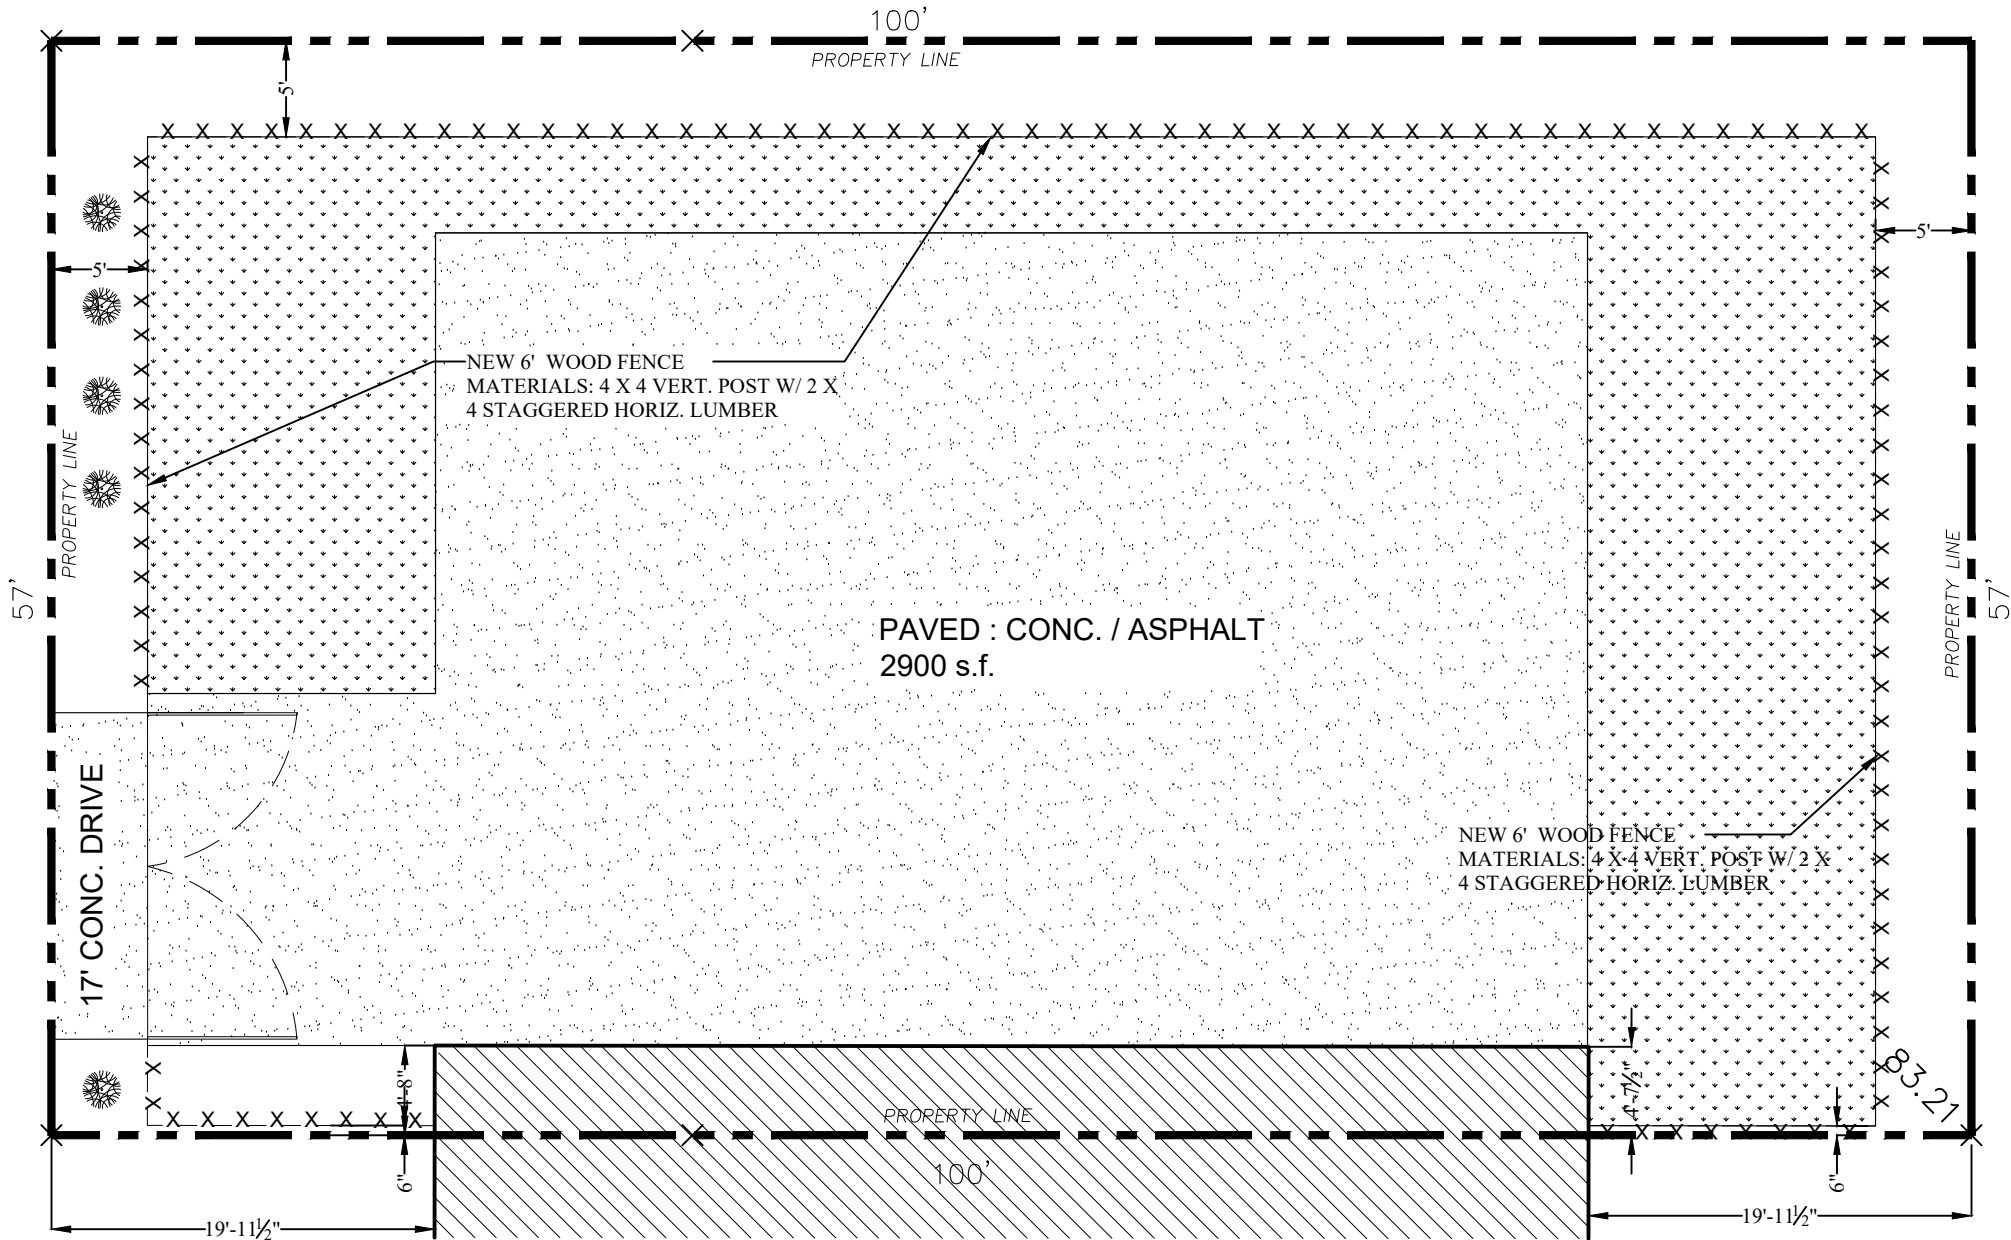 100'
PROPERTY LINE
5'
5'
5'
NEW 6' WOOD FENCE
MATERIALS: 4 X 4 VERT. POST W/ 2 X
4 STAGGERED HORIZ. LUMBER
PROPERTY LINE
57'
PROPERTY LINE
57'
PAVED : CONC. / ASPHALT
2900 s.f.
17' CONC. DRIVE
NEW 6' WOOD FENCE
MATERIALS: 4 X 4 VERT. POST W/ 2 X
4 STAGGERED HORIZ. LUMBER
4'-8"
4'-7½"
83.21
PROPERTY LINE
100'
6"
6"
19'-11½"
19'-11½"